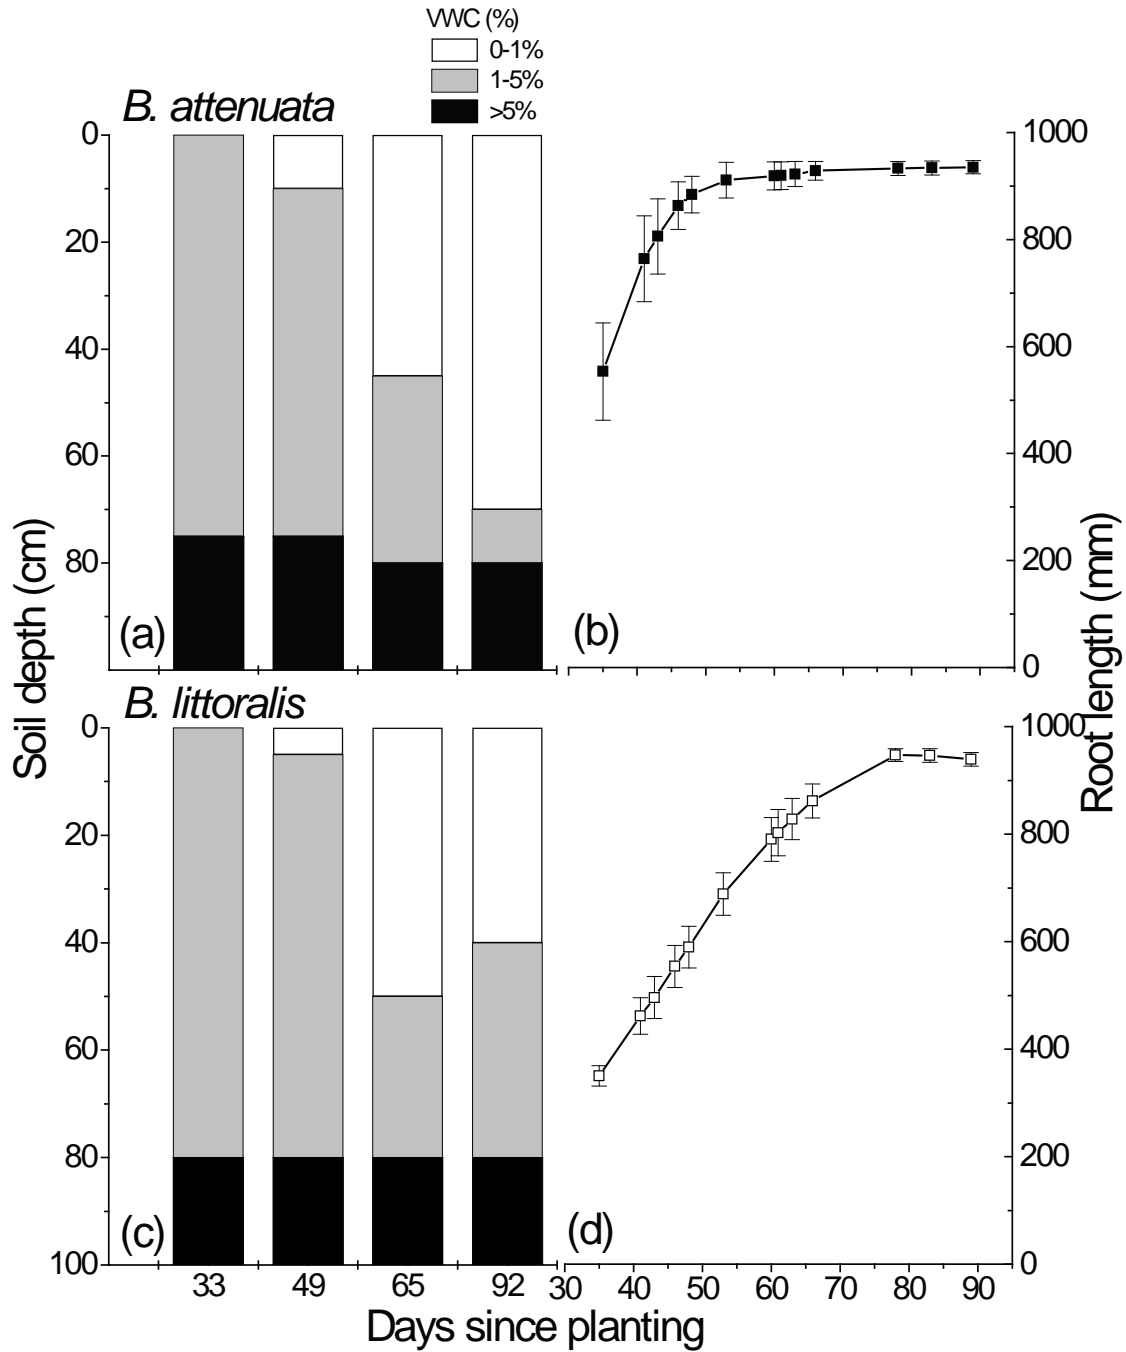 VWC (%)
0-1%
1-5%
>5%
B. attenuata
0
20
40
60
80
(a)
1000
800
600
400
200
0
(b)
Soil depth (cm)
Root length (mm)
B. littoralis
0
20
40
60
80
100
(c)
33 49 65 92
1000
800
600
400
200
0
(d)
30 40 50 60 70 80 90
Days since planting